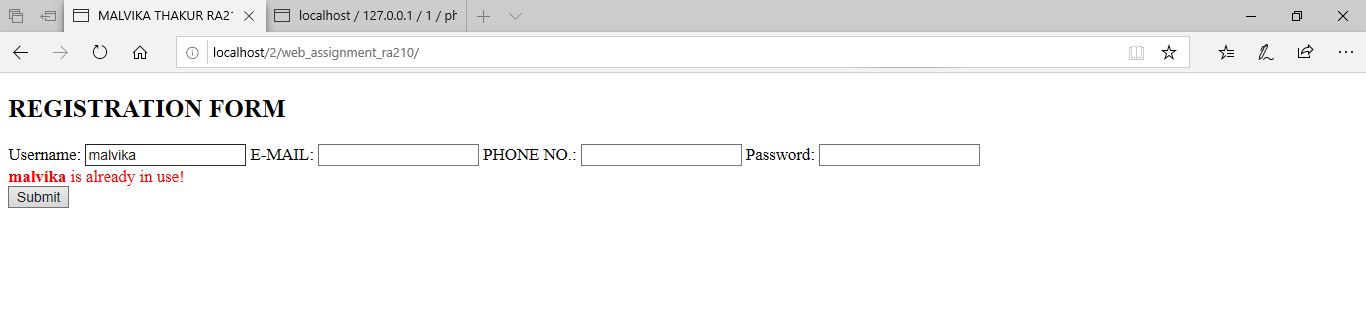 MALVIKA THAKUR RA21
localhost / 127.0.0.1 / 1 / ph
localhost/2/web_assignment_ra210/
REGISTRATION FORM
Username: malvika E-MAIL: PHONE NO.: Password:
malvika is already in use!
Submit